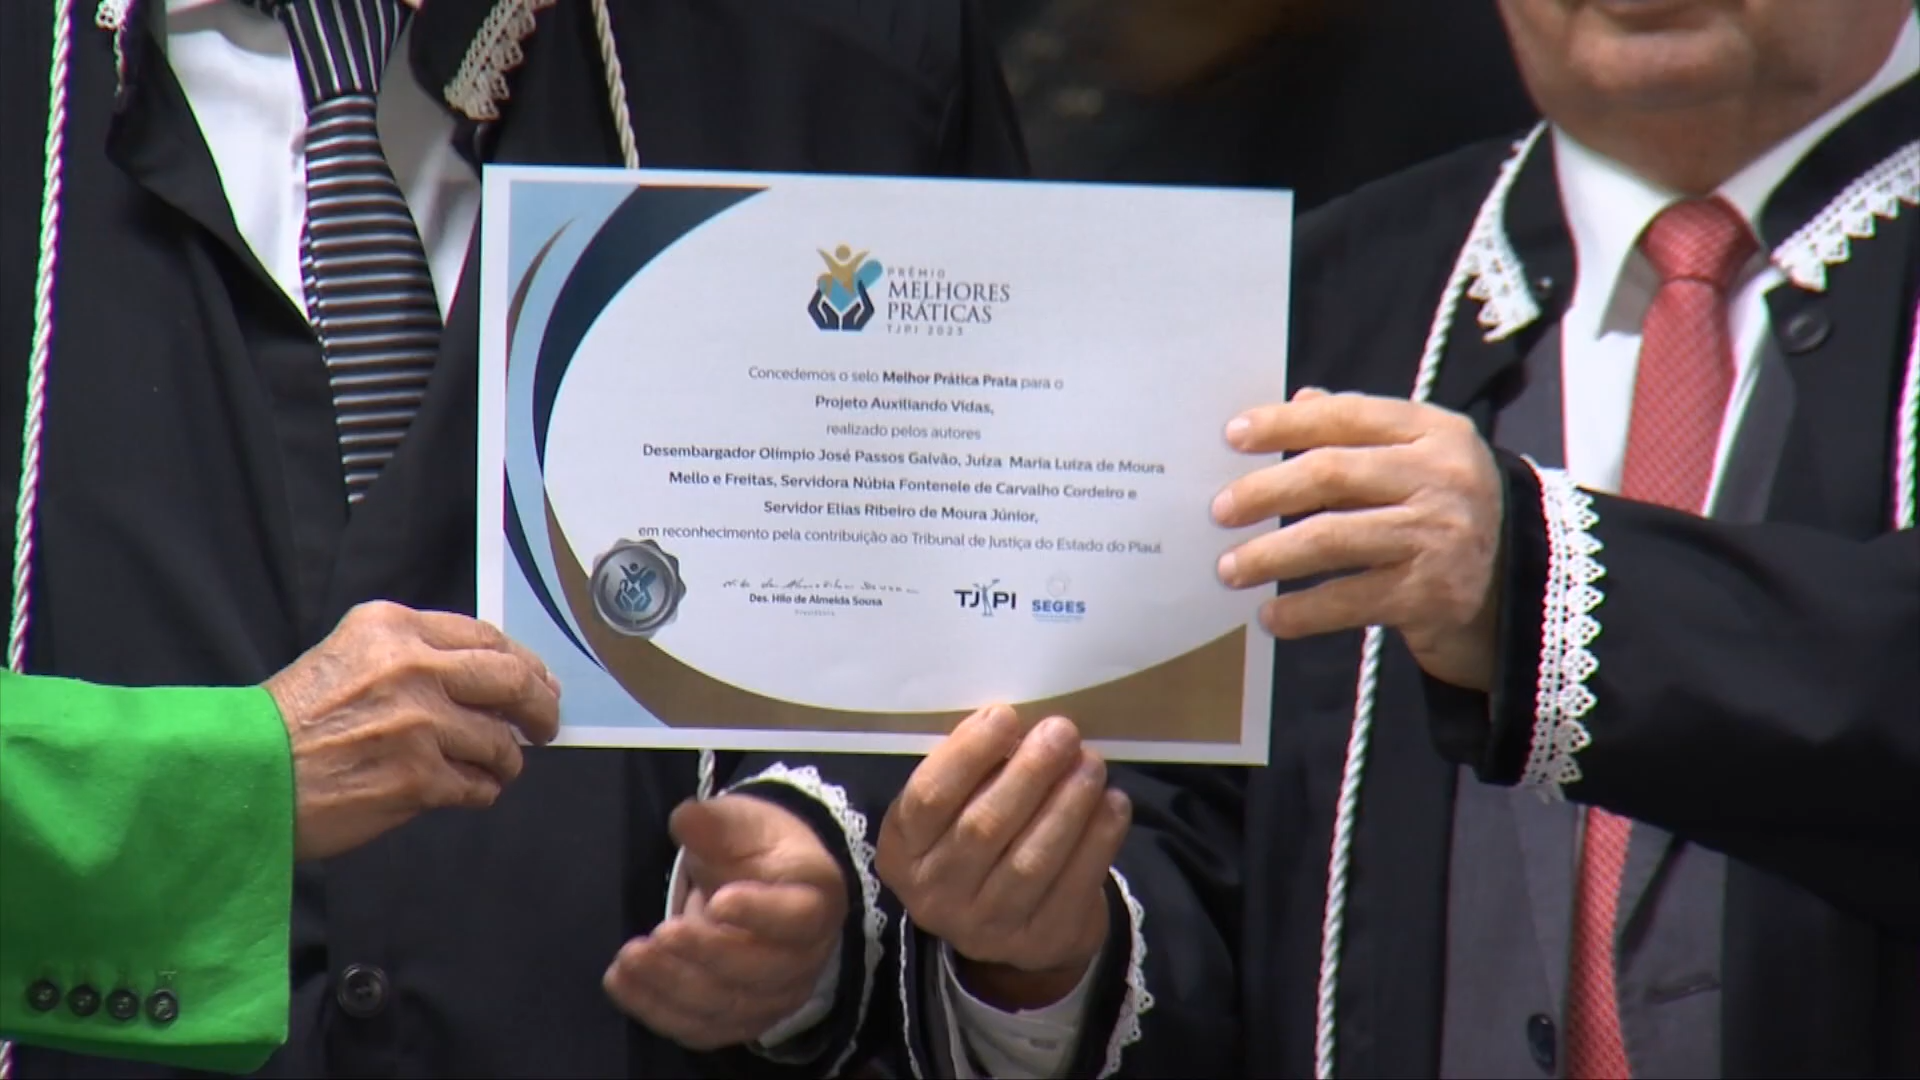 PRÊMIO
MELHORES
PRÁTICAS
TJPI 2023
Concedemos o selo Melhor Prática Prata para o
Projeto Auxiliando Vidas,
realizado pelos autores
Desembargador Olímpio José Passos Galvão, Juíza Maria Luíza de Moura
Mello e Freitas, Servidora Núbia Fontenele de Carvalho Cordeiro e
Servidor Elias Ribeiro de Moura Júnior,
em reconhecimento pela contribuição ao Tribunal de Justiça do Estado do Piauí.
Des. Hilo de Almeida Sousa
Presidente
TJPI
SEGES